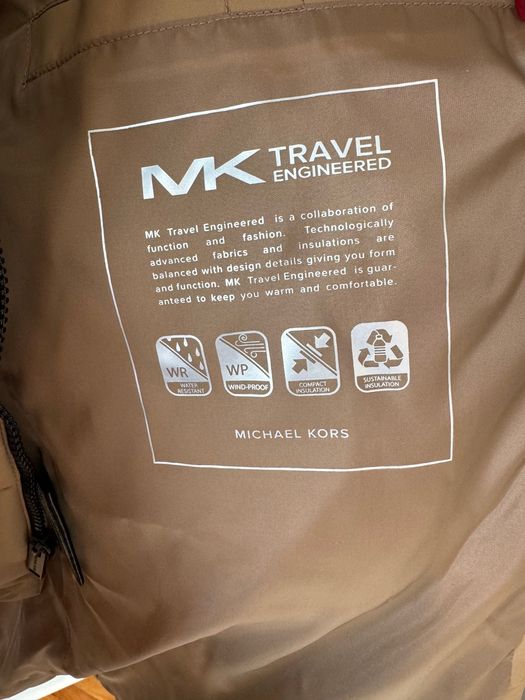 MK TRAVEL
ENGINEERED
MK Travel Engineered is a collaboration of
function and fashion. Technologically
advanced fabrics and insulations are
balanced with design details giving you form
and function. MK Travel Engineered is guar-
anteed to keep you warm and comfortable.
WR
WATER
RESISTANT
WP
WIND-PROOF
COMPACT
INSULATION
SUSTAINABLE
INSULATION
MICHAEL KORS